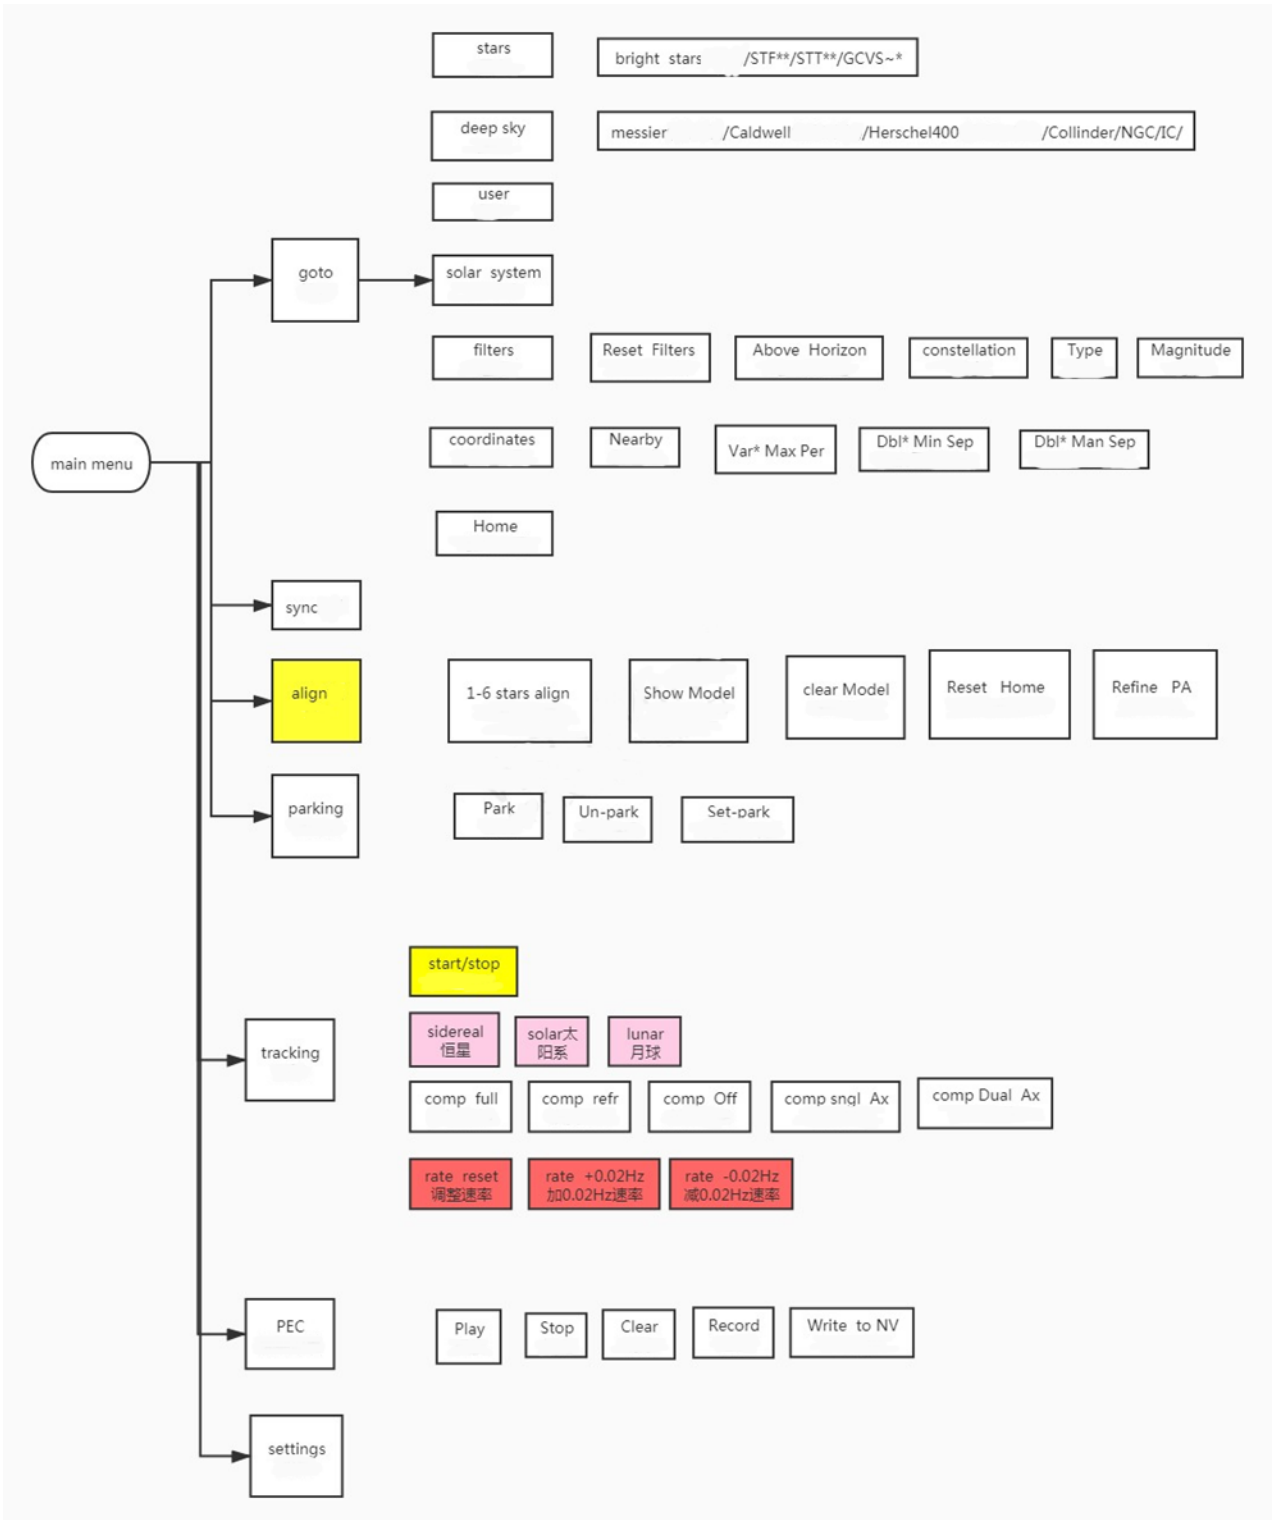 stars
bright stars /STF**/STT**/GCVS~*
deep sky
messier /Caldwell /Herschel400 /Collinder/NGC/IC/
user
goto
solar system
filters
Reset Filters
Above Horizon
constellation
Type
Magnitude
main menu
coordinates
Nearby
Var* Max Per
Dbl* Min Sep
Dbl* Man Sep
Home
sync
align
1-6 stars align
Show Model
clear Model
Reset Home
Refine PA
parking
Park
Un-park
Set-park
start/stop
tracking
sidereal
恒星
solar太
阳系
lunar
月球
comp full
comp refr
comp Off
comp sngl Ax
comp Dual Ax
rate reset
调整速率
rate +0.02Hz
加0.02Hz速率
rate -0.02Hz
减0.02Hz速率
PEC
Play
Stop
Clear
Record
Write to NV
settings